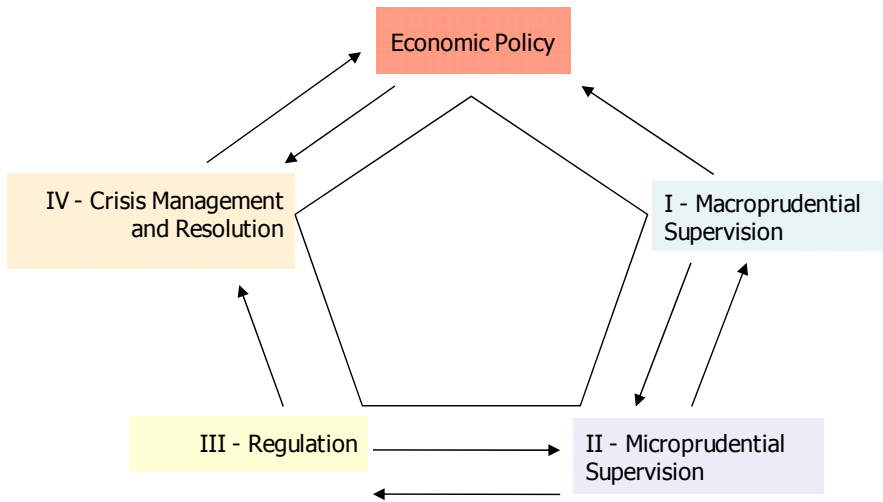 Economic Policy
IV - Crisis Management
and Resolution
I - Macroprudential
Supervision
III - Regulation
II - Microprudential
Supervision